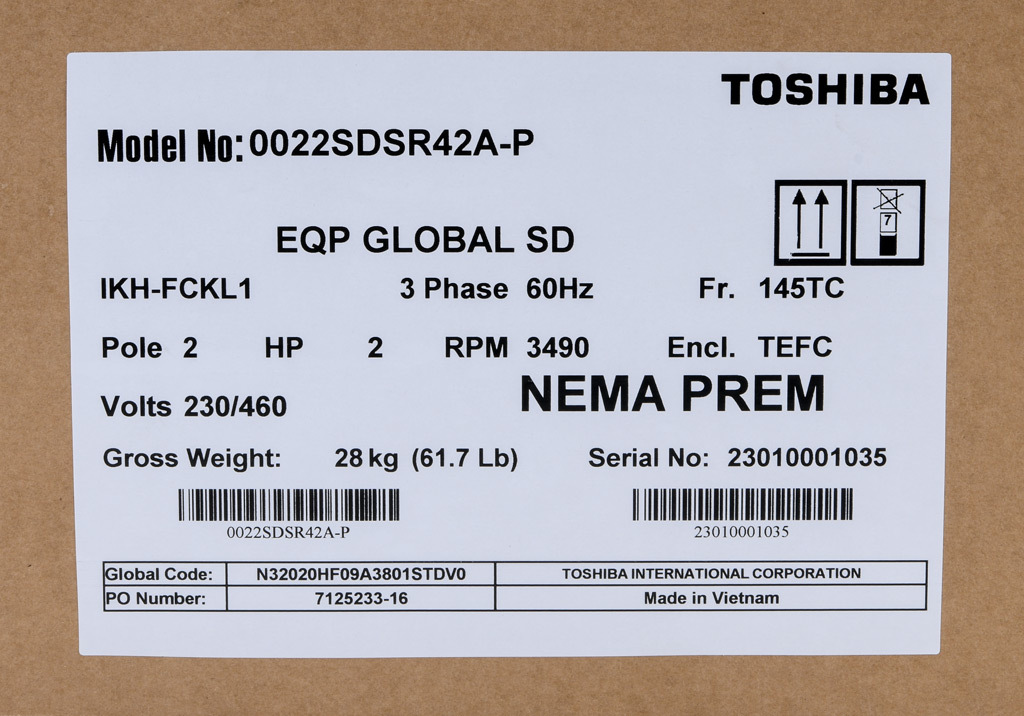 TOSHIBA
Model No: 0022SDSR42A-P
7
EQP GLOBAL SD
IKH-FCKL1 3 Phase 60Hz Fr. 145TC
Pole 2 HP 2 RPM 3490 Encl. TEFC
Volts 230/460 NEMA PREM
Gross Weight: 28 kg (61.7 Lb) Serial No: 23010001035
0022SDSR42A-P 23010001035
Global Code: N32020HF09A3801STDV0 TOSHIBA INTERNATIONAL CORPORATION
PO Number: 7125233-16 Made in Vietnam